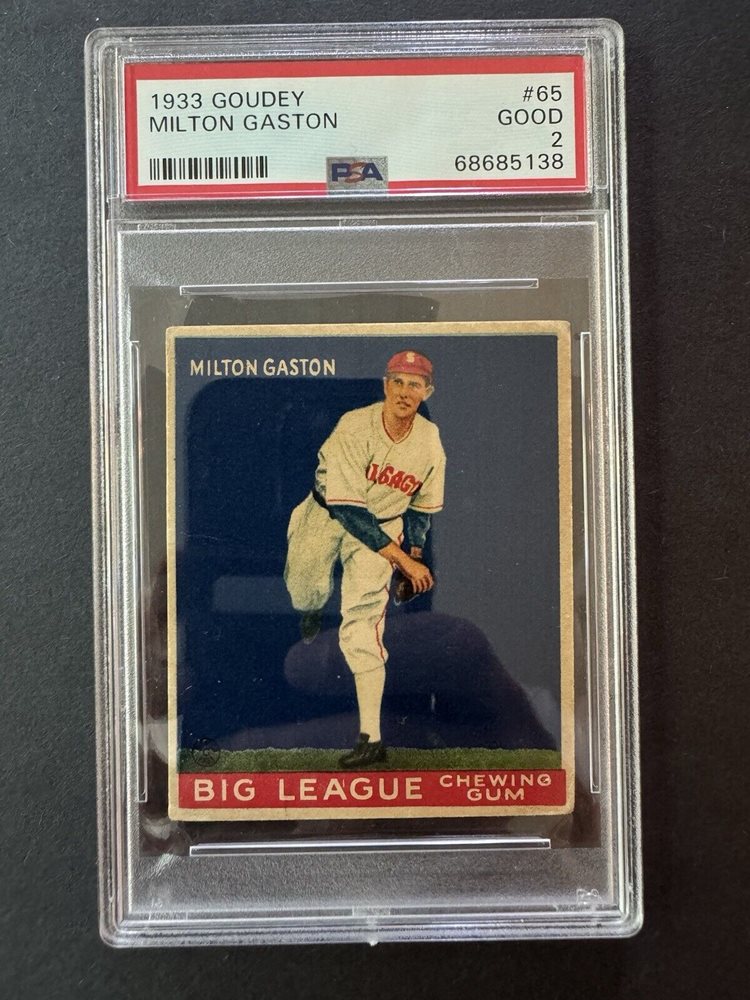 1933 GOUDEY #65
MILTON GASTON GOOD
2
PSA 68685138
MILTON GASTON
S
BIG LEAGUE CHEWING GUM